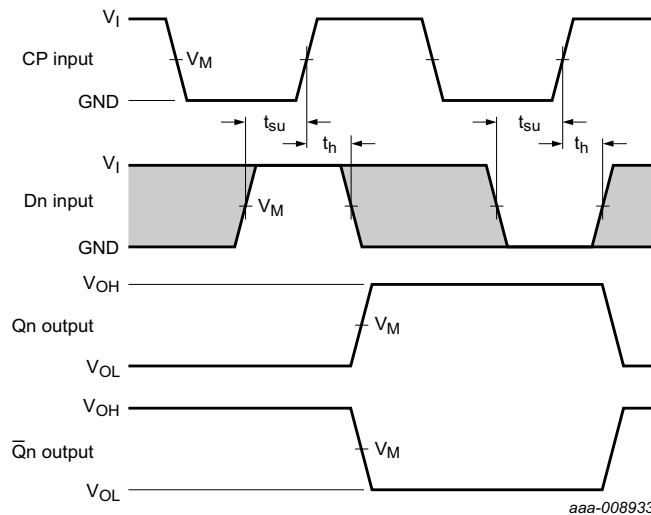 V_I
CP input
V_M
GND
t_su
t_h
t_su
t_h
V_I
Dn input
V_M
GND
V_OH
Qn output
V_M
V_OL
V_OH
Q̅n output
V_M
V_OL
aaa-008933